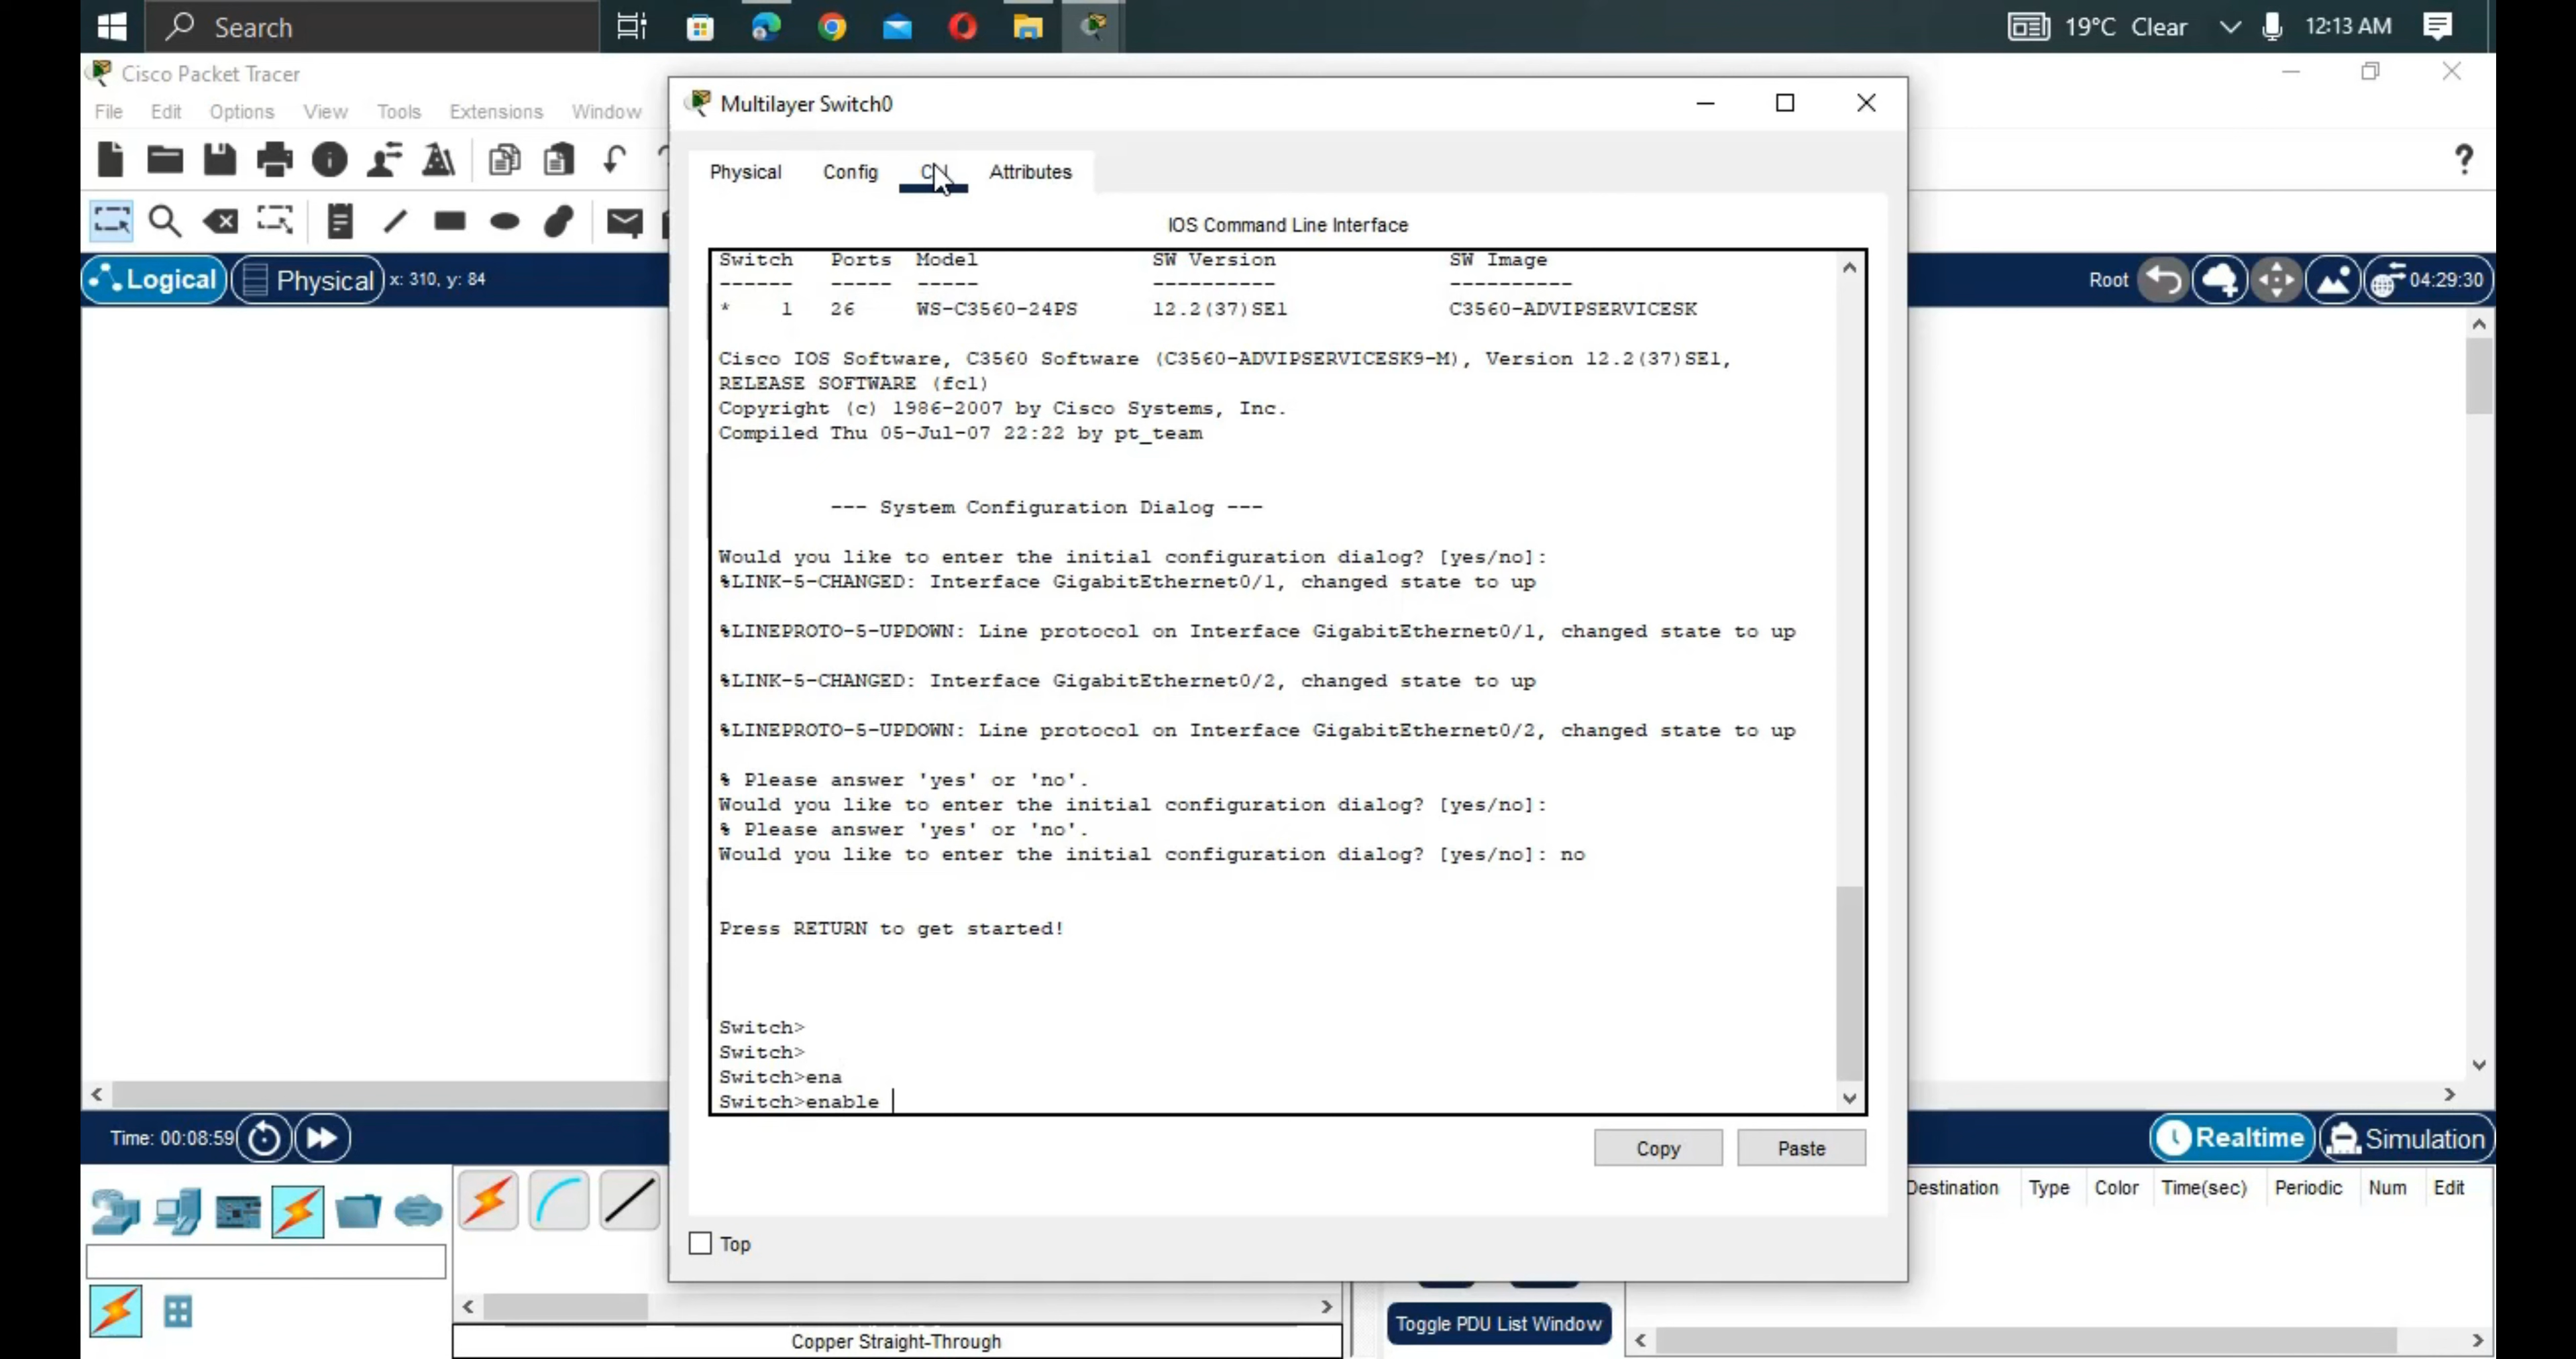 Search
19°C Clear
12:13 AM
Cisco Packet Tracer
File Edit Options View Tools Extensions Window
Multilayer Switch0
Physical Config Attributes
IOS Command Line Interface
Logical Physical x: 310, y: 84
Root 04:29:30
Switch Ports Model SW Version SW Image
------ ----- ----- ---------- ----------
* 1 26 WS-C3560-24PS 12.2(37)SE1 C3560-ADVIPSERVICESK
Cisco IOS Software, C3560 Software (C3560-ADVIPSERVICESK9-M), Version 12.2(37)SE1,
RELEASE SOFTWARE (fc1)
Copyright (c) 1986-2007 by Cisco Systems, Inc.
Compiled Thu 05-Jul-07 22:22 by pt_team
--- System Configuration Dialog ---
Would you like to enter the initial configuration dialog? [yes/no]:
%LINK-5-CHANGED: Interface GigabitEthernet0/1, changed state to up
%LINEPROTO-5-UPDOWN: Line protocol on Interface GigabitEthernet0/1, changed state to up
%LINK-5-CHANGED: Interface GigabitEthernet0/2, changed state to up
%LINEPROTO-5-UPDOWN: Line protocol on Interface GigabitEthernet0/2, changed state to up
% Please answer 'yes' or 'no'.
Would you like to enter the initial configuration dialog? [yes/no]:
% Please answer 'yes' or 'no'.
Would you like to enter the initial configuration dialog? [yes/no]: no
Press RETURN to get started!
Switch>
Switch>
Switch>ena
Switch>enable
Copy Paste
Top
Time: 00:08:59
Realtime Simulation
Destination Type Color Time(sec) Periodic Num Edit
Toggle PDU List Window
Copper Straight-Through